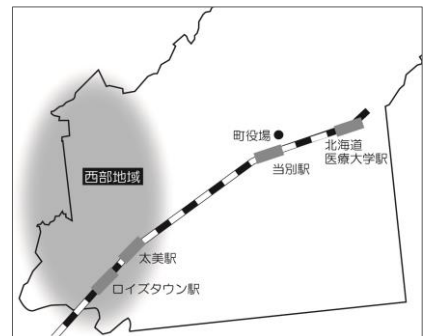 町役場
北海道
医療大学駅
当別駅
西部地域
太美駅
ロイズタウン駅